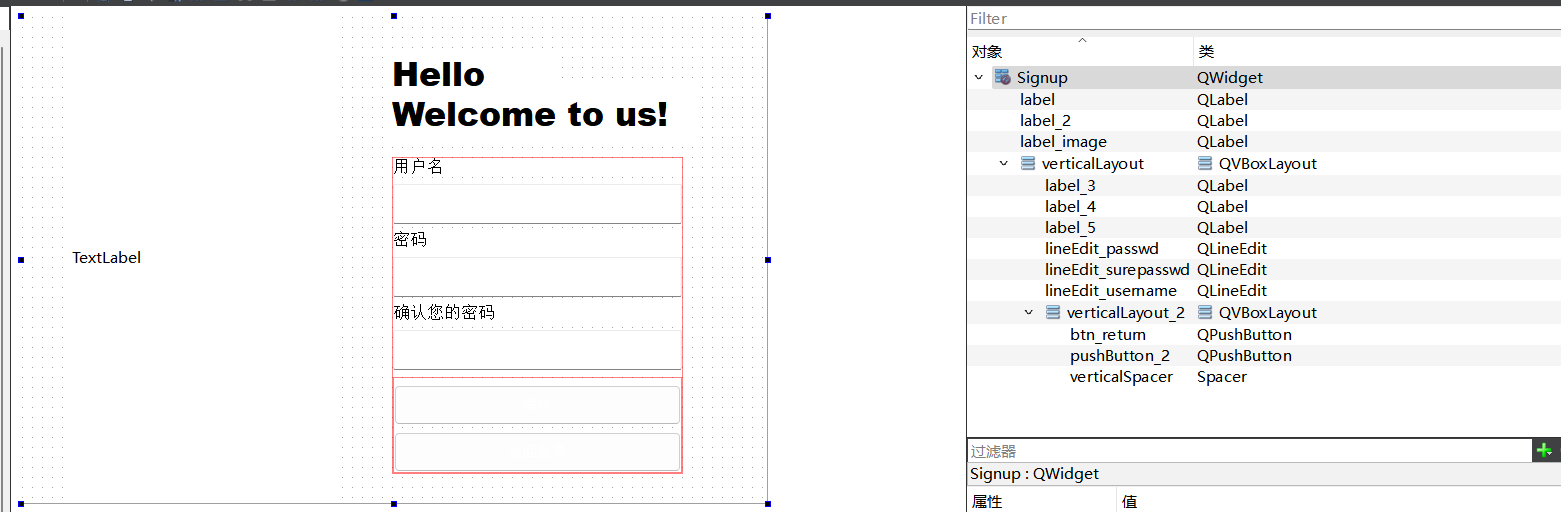 Hello
Welcome to us!
用户名
密码
确认您的密码
TextLabel
Filter
对象 类
Signup QWidget
label QLabel
label_2 QLabel
label_image QLabel
verticalLayout QVBoxLayout
label_3 QLabel
label_4 QLabel
label_5 QLabel
lineEdit_passwd QLineEdit
lineEdit_surepasswd QLineEdit
lineEdit_username QLineEdit
verticalLayout_2 QVBoxLayout
btn_return QPushButton
pushButton_2 QPushButton
verticalSpacer Spacer
过滤器
Signup : QWidget
属性 值